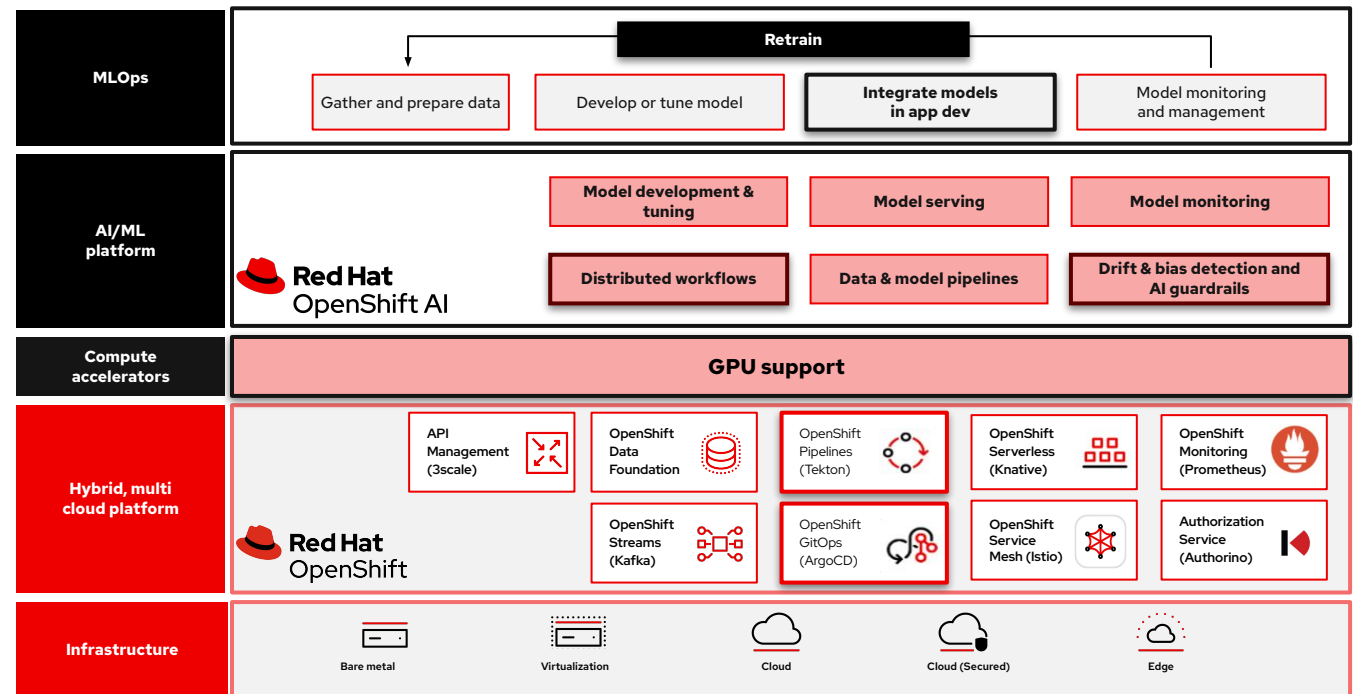 MLOps
Retrain
Gather and prepare data
Develop or tune model
Integrate models
in app dev
Model monitoring
and management
AI/ML
platform
Red Hat
OpenShift AI
Model development &
tuning
Model serving
Model monitoring
Distributed workflows
Data & model pipelines
Drift & bias detection and
AI guardrails
Compute
accelerators
GPU support
Hybrid, multi
cloud platform
Red Hat
OpenShift
API
Management
(3scale)
OpenShift
Data
Foundation
OpenShift
Pipelines
(Tekton)
OpenShift
Serverless
(Knative)
OpenShift
Monitoring
(Prometheus)
OpenShift
Streams
(Kafka)
OpenShift
GitOps
(ArgoCD)
OpenShift
Service
Mesh (Istio)
Authorization
Service
(Authorino)
Infrastructure
Bare metal
Virtualization
Cloud
Cloud (Secured)
Edge